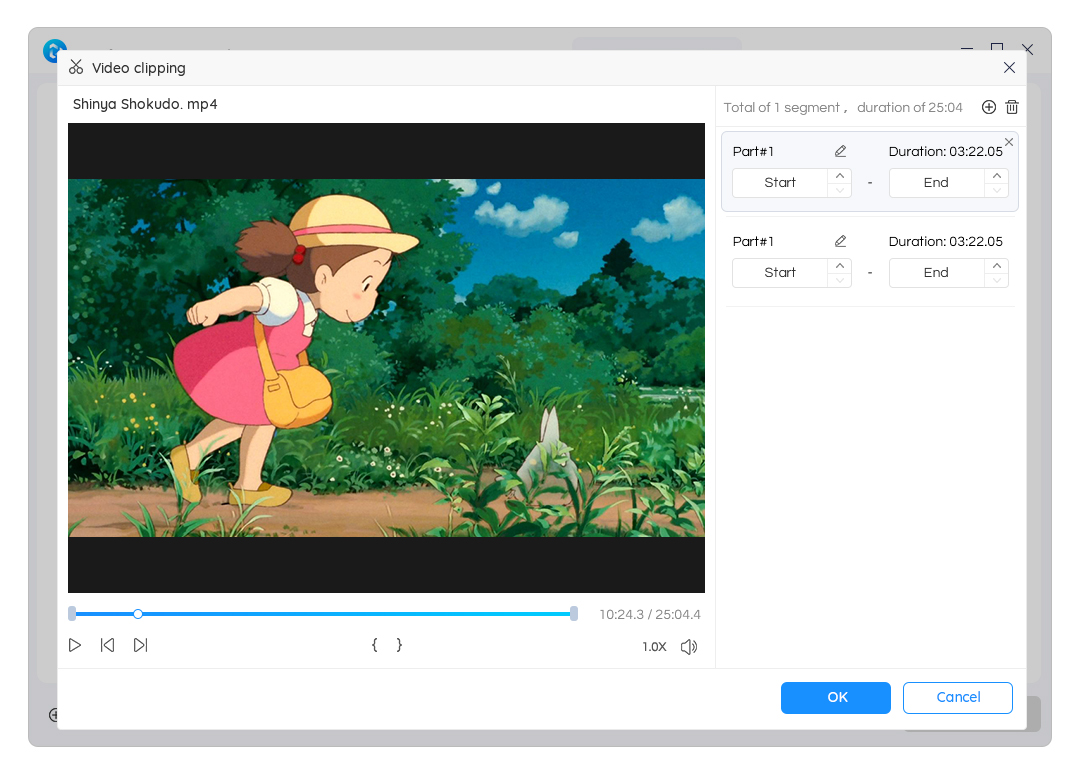 Video clipping
Shinya Shokudo. mp4
Total of 1 segment , duration of 25:04
Part#1 Duration: 03:22.05
Start - End
Part#1 Duration: 03:22.05
Start - End
10:24.3 / 25:04.4
{ } 1.0X
OK Cancel